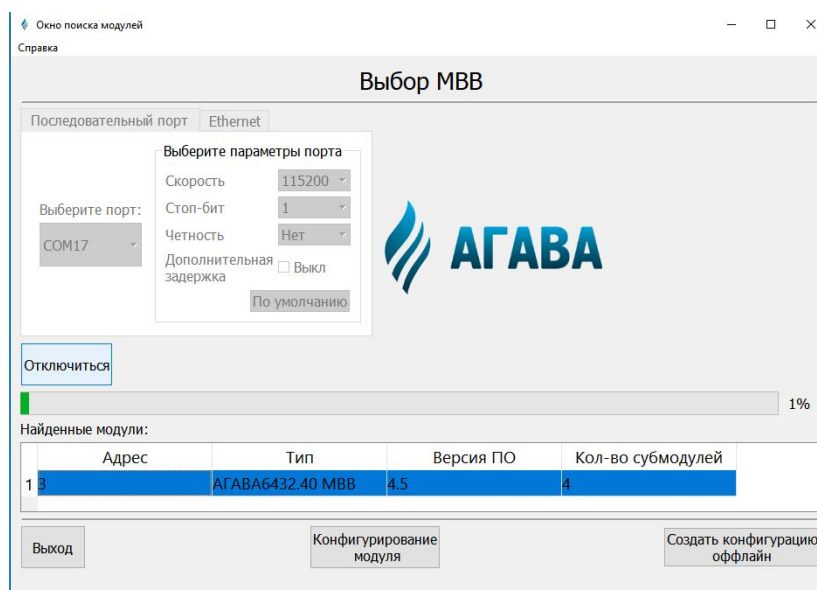 Окно поиска модулей
Справка
Выбор МВВ
Последовательный порт Ethernet
Выберите параметры порта
Скорость 115200
Выберите порт: Стоп-бит 1
COM17 Четность Нет
Дополнительная задержка Выкл
По умолчанию
АГАВА
Отключиться
1%
Найденные модули:
Адрес Тип Версия ПО Кол-во субмодулей
1 3 АГАВА6432.40 МВВ 4.5 4
Выход
Конфигурирование
модуля
Создать конфигурацию
оффлайн